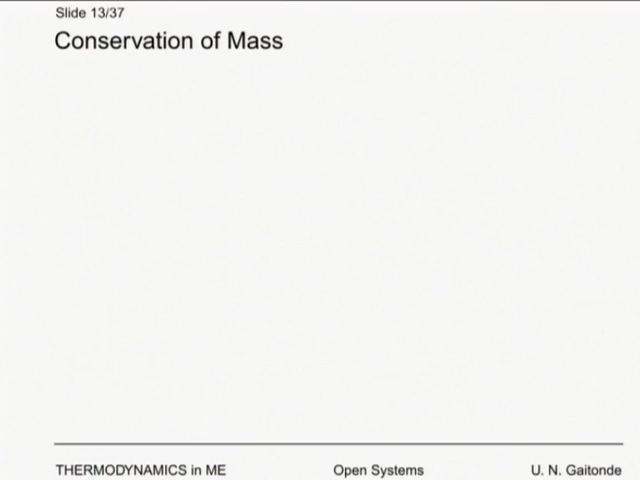 Slide 13/37
Conservation of Mass
THERMODYNAMICS in ME Open Systems U. N. Gaitonde